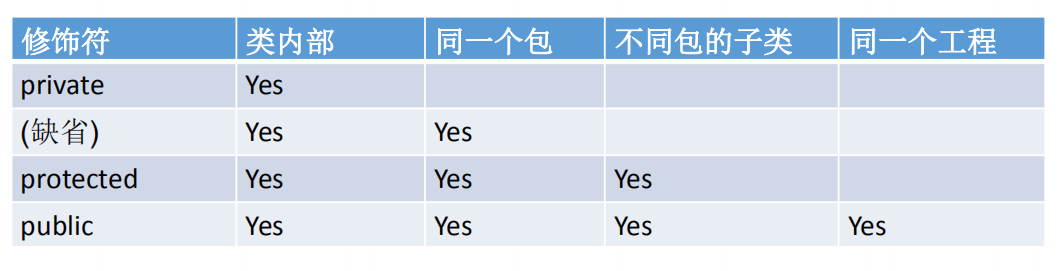 修饰符 类内部 同一个包 不同包的子类 同一个工程
private Yes
(缺省) Yes Yes
protected Yes Yes Yes
public Yes Yes Yes Yes